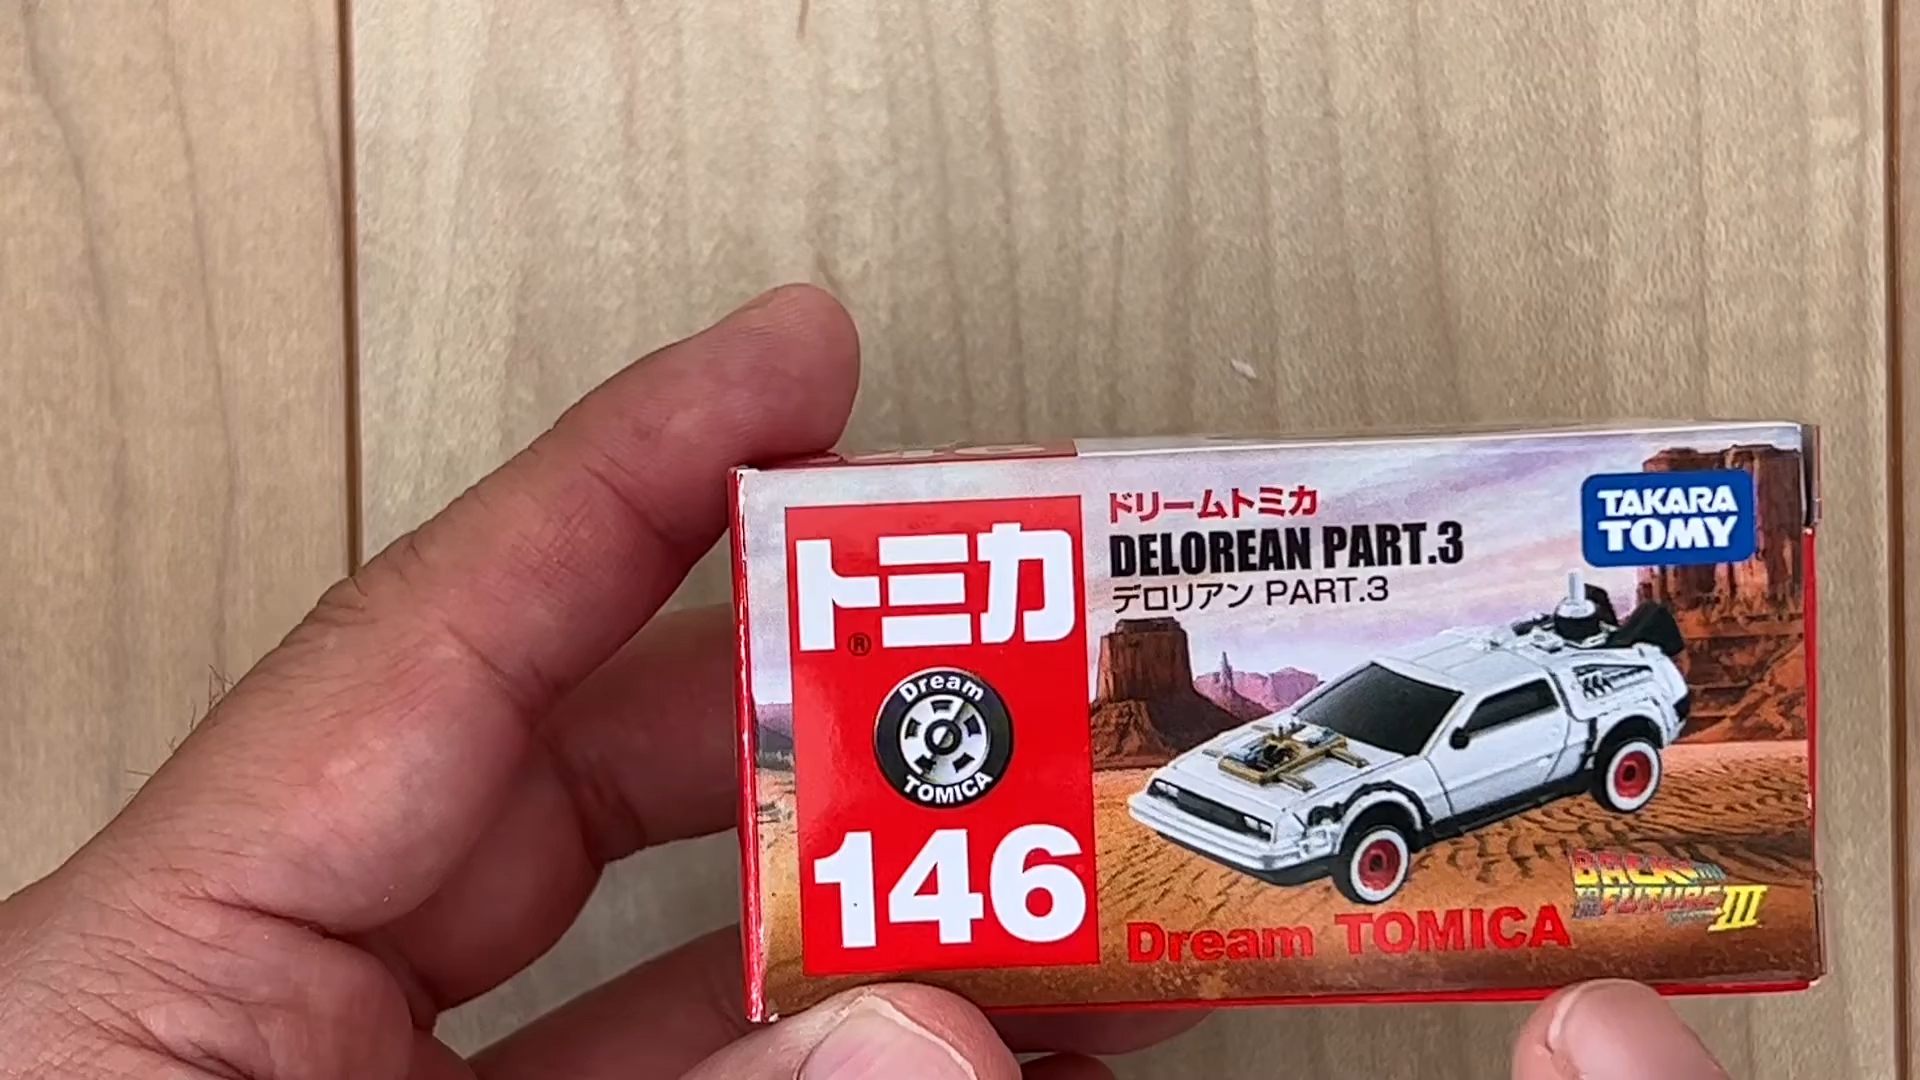 トミカ
®
Dream
TOMICA
146
ドリームトミカ
DELOREAN PART.3
デロリアン PART.3
TAKARA
TOMY
Dream TOMICA
BACK
TO THE FUTURE
III